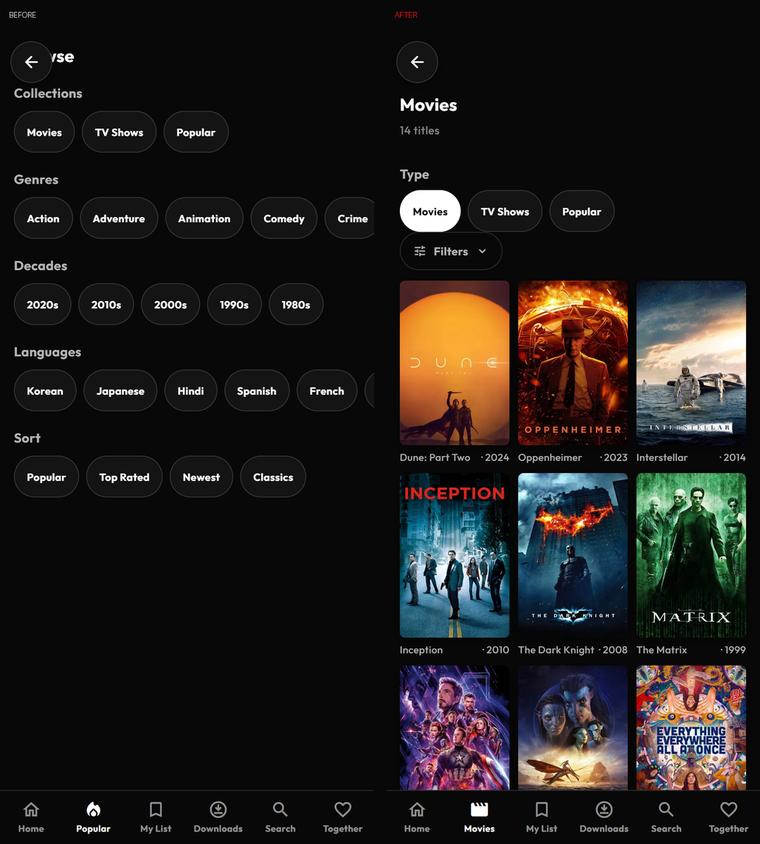 BEFORE
wse
Collections
Movies TV Shows Popular
Genres
Action Adventure Animation Comedy Crime
Decades
2020s 2010s 2000s 1990s 1980s
Languages
Korean Japanese Hindi Spanish French
Sort
Popular Top Rated Newest Classics
Home Popular My List Downloads Search Together
AFTER
Movies
14 titles
Type
Movies TV Shows Popular
Filters
DUNE
PART TWO
OPPENHEIMER
INTERSTELLAR
Dune: Part Two · 2024 Oppenheimer · 2023 Interstellar · 2014
INCEPTION
THE DARK KNIGHT
MATRIX
Inception · 2010 The Dark Knight · 2008 The Matrix · 1999
EVERYTHING
EVERYWHERE
ALL AT ONCE
Home Movies My List Downloads Search Together